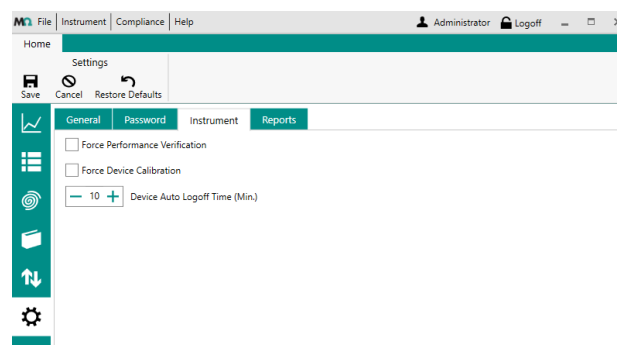 File Instrument Compliance Help Administrator Logoff
Home
Settings
Save Cancel Restore Defaults
General Password Instrument Reports
Force Performance Verification
Force Device Calibration
10 Device Auto Logoff Time (Min.)